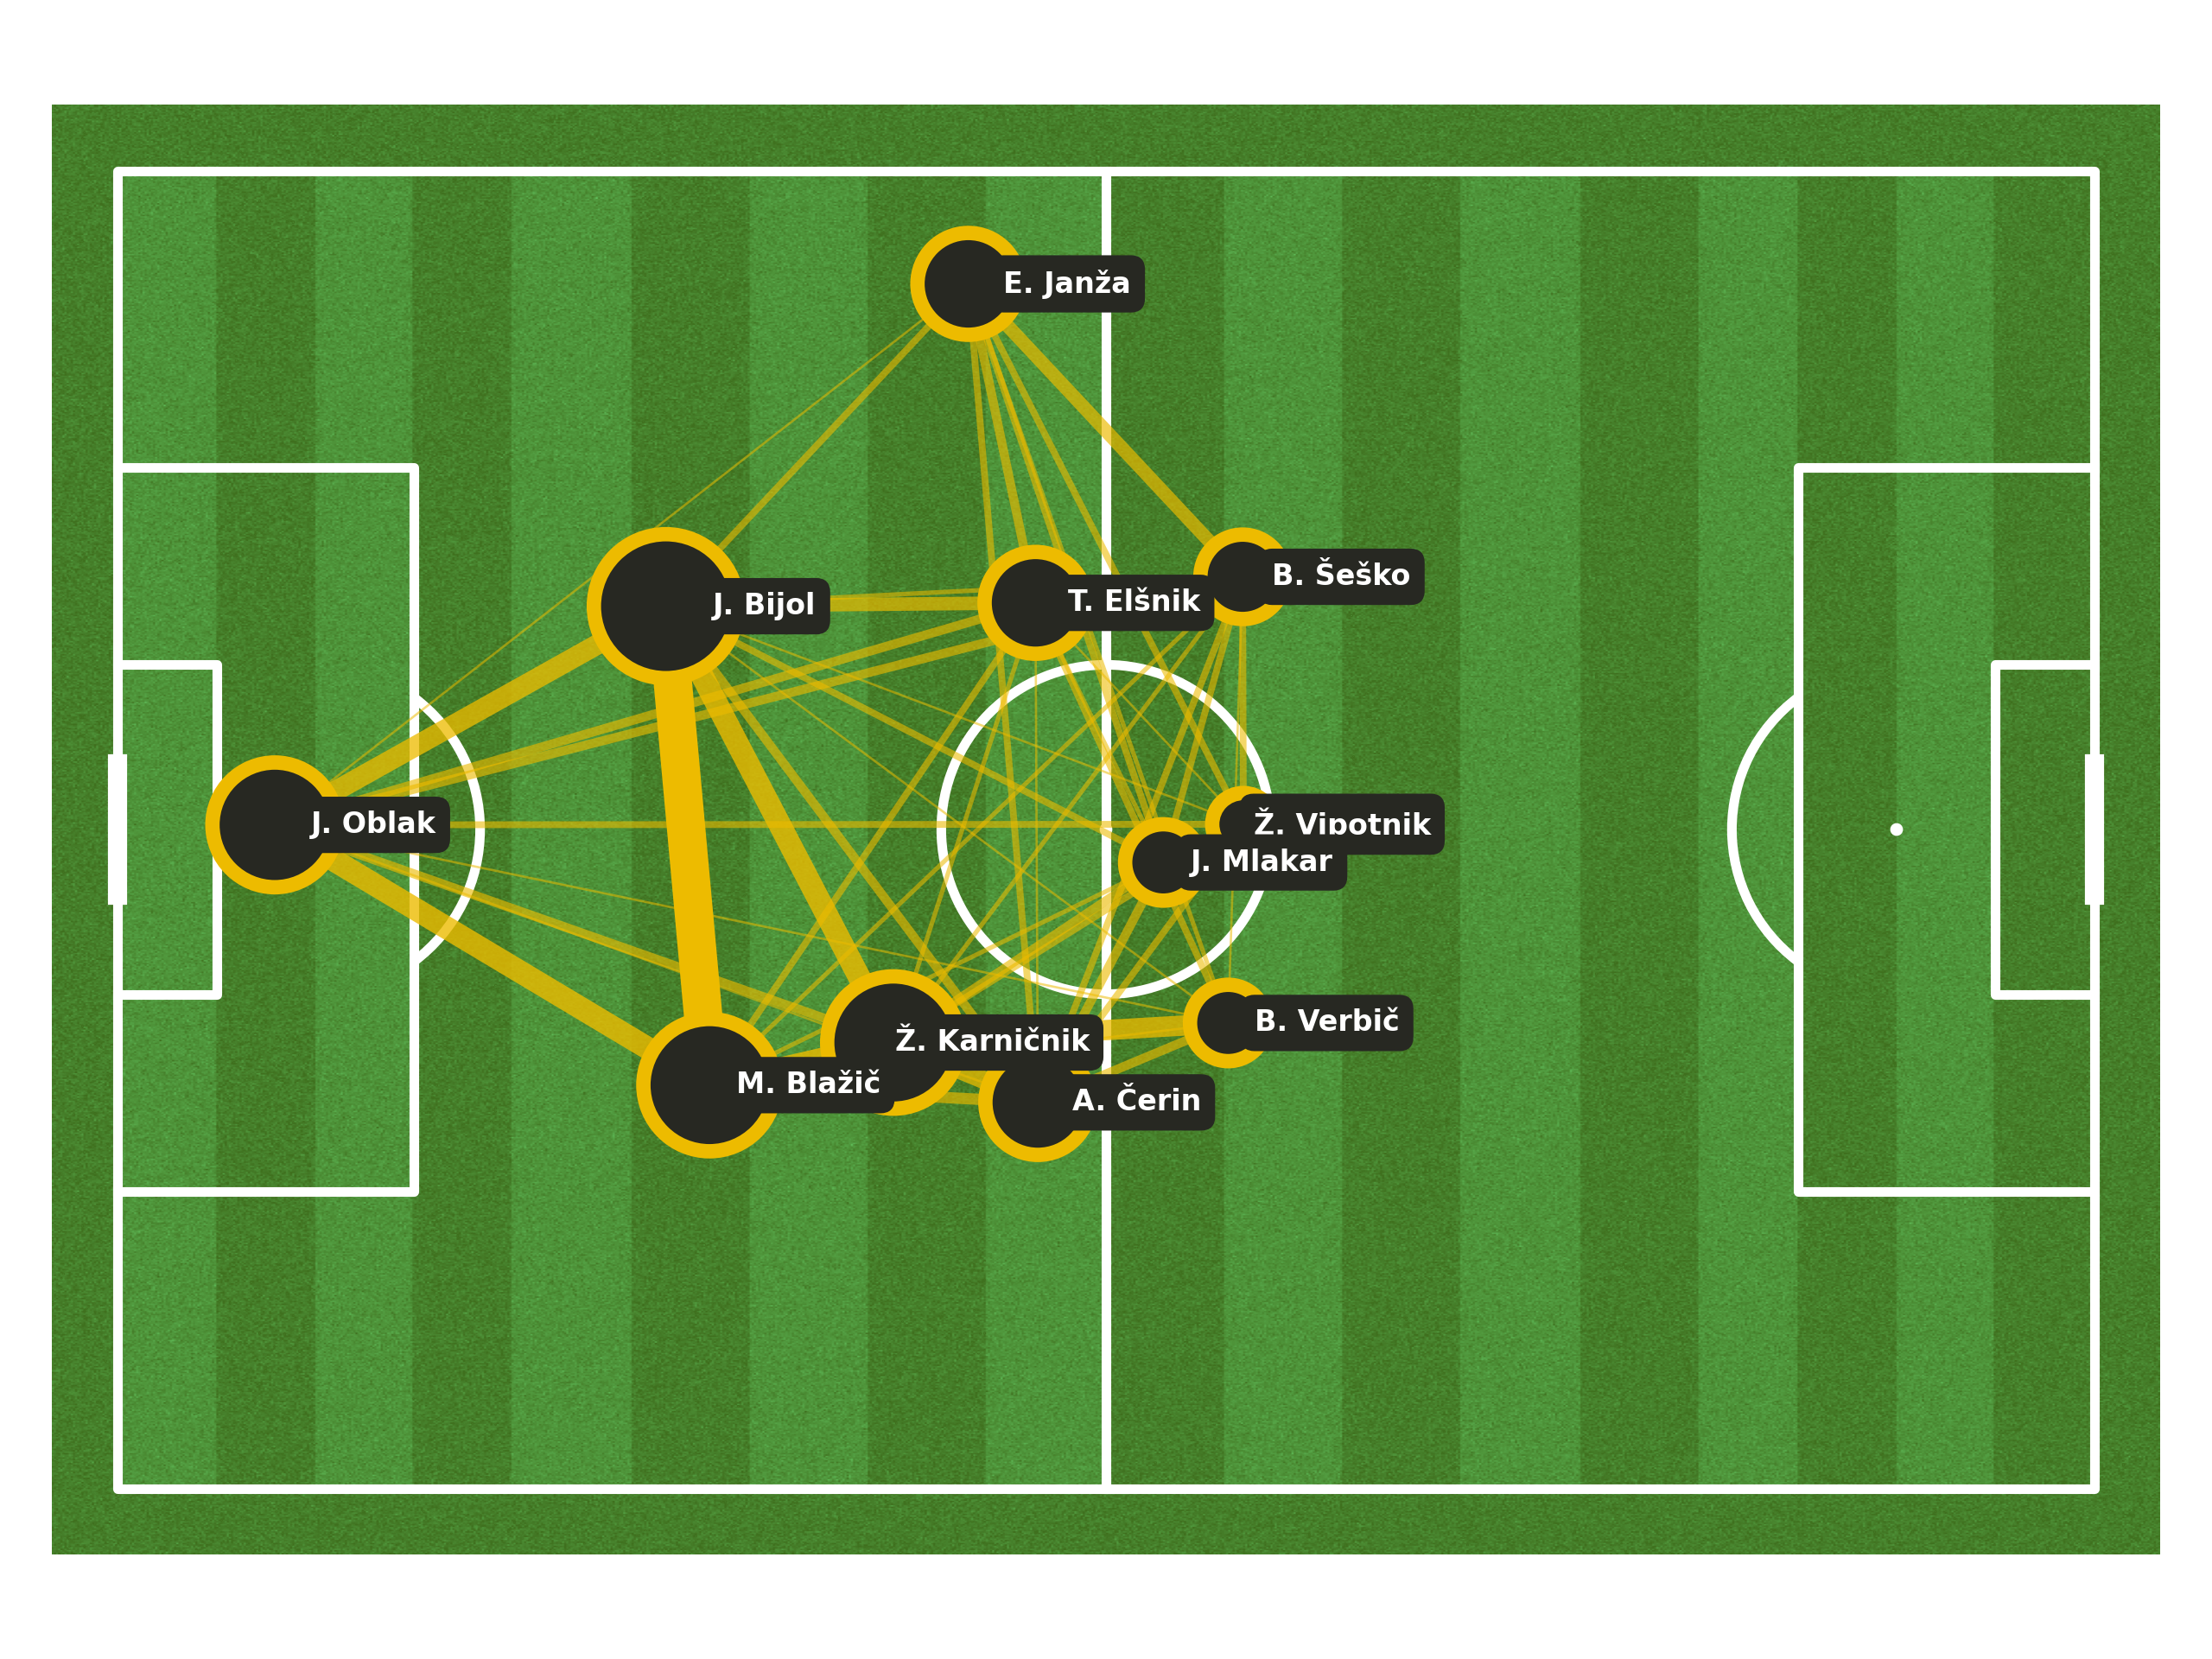 E. Janža
B. Šeško
T. Elšnik
J. Bijol
J. Oblak
Ž. Vipotnik
J. Mlakar
B. Verbič
Ž. Karničnik
M. Blažič
A. Čerin